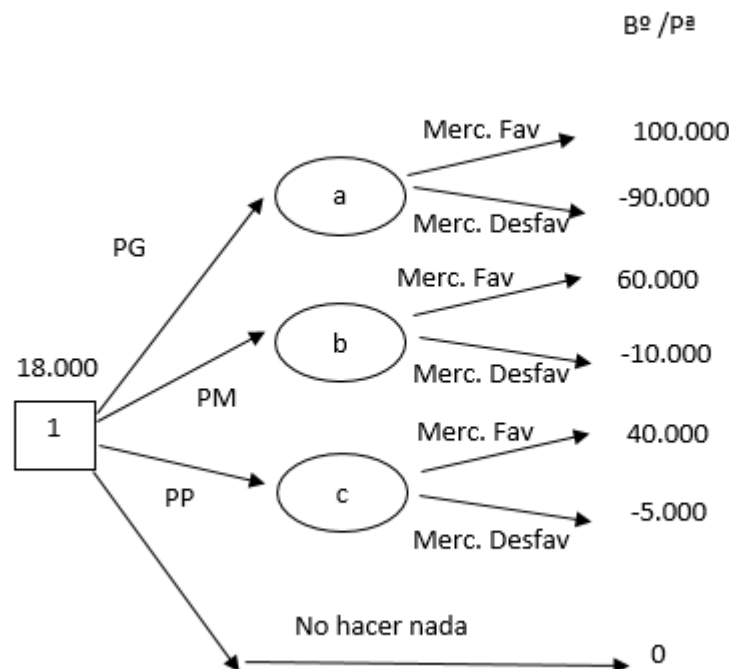 Bº /Pª
Merc. Fav
100.000
a
-90.000
Merc. Desfav
PG
Merc. Fav
60.000
b
-10.000
18.000
Merc. Desfav
PM
1
Merc. Fav
40.000
PP
c
-5.000
Merc. Desfav
No hacer nada
0